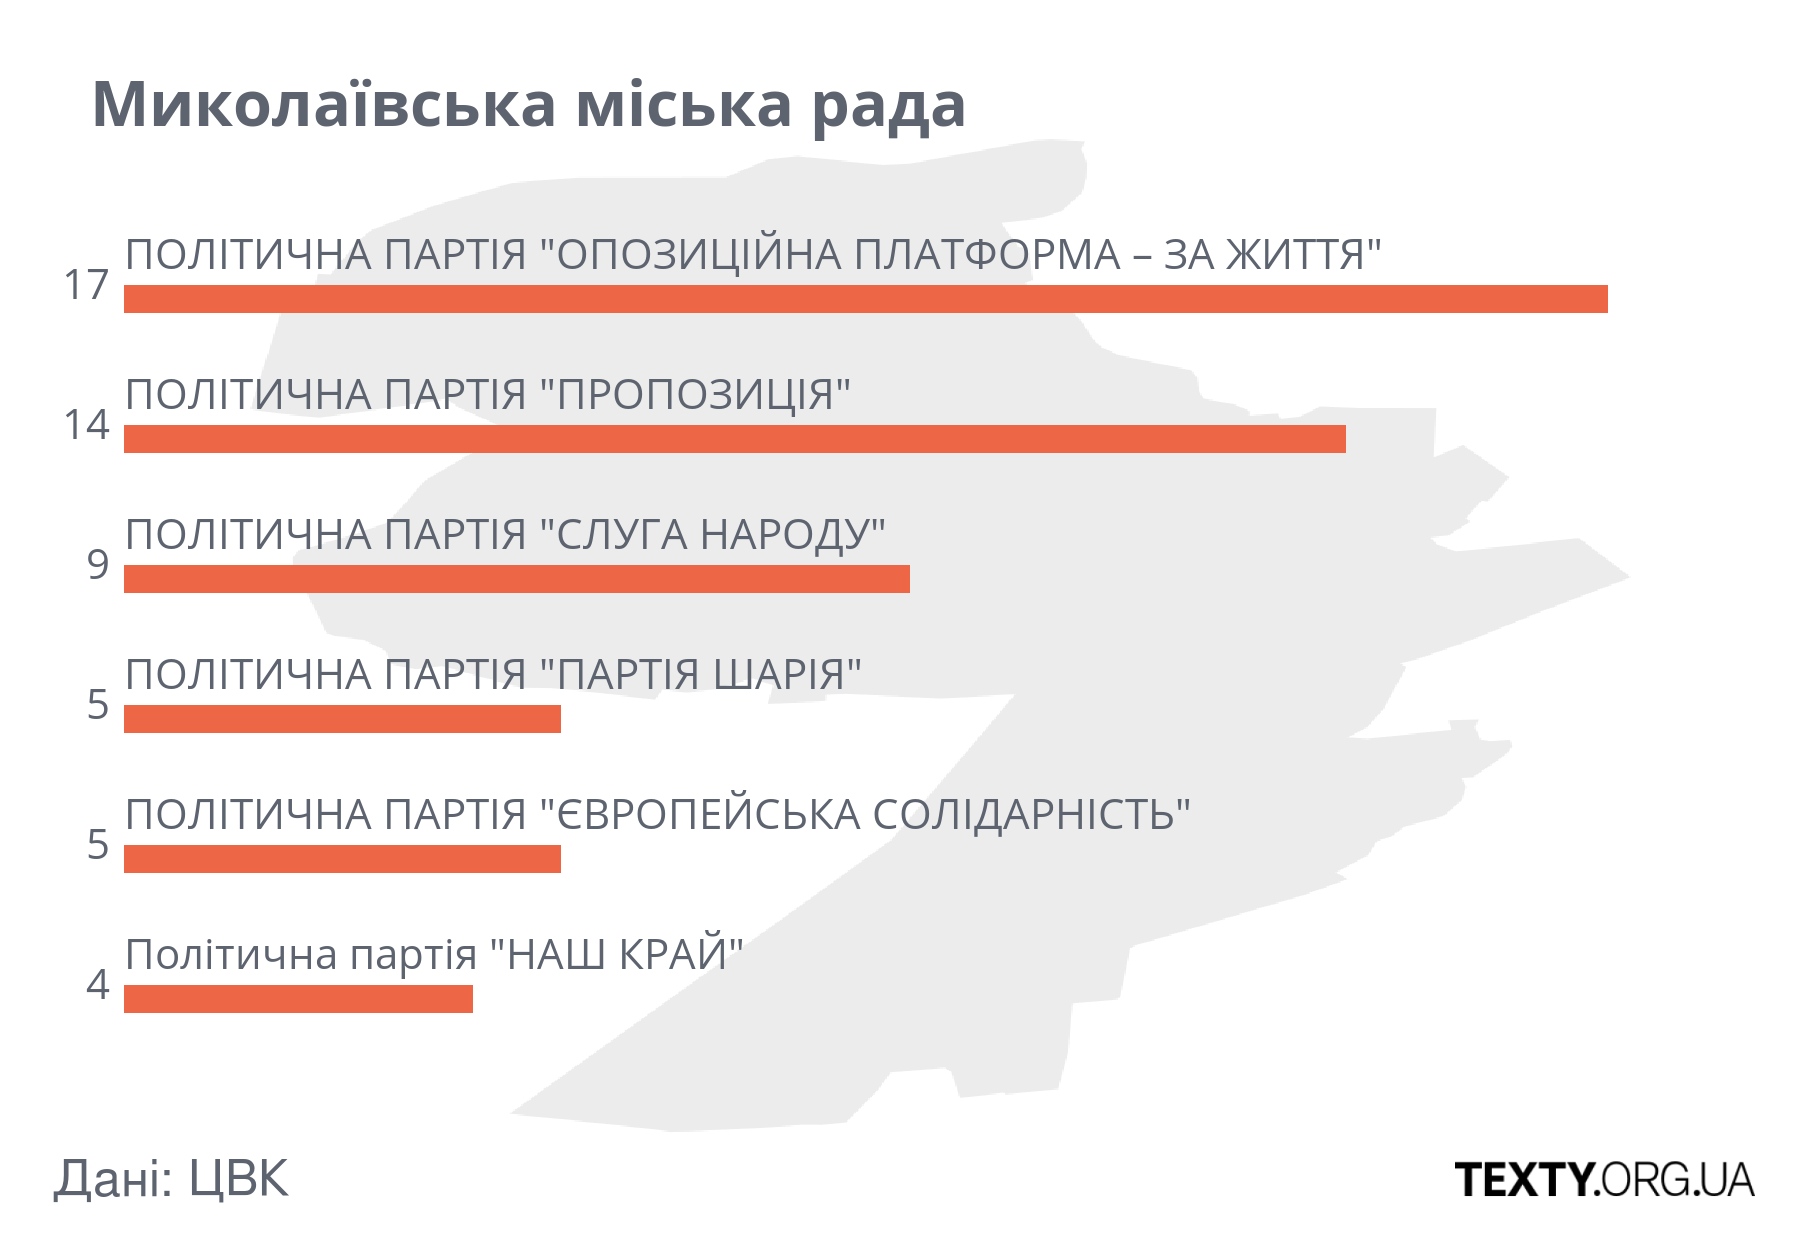 Миколаївська міська рада
ПОЛІТИЧНА ПАРТІЯ "ОПОЗИЦІЙНА ПЛАТФОРМА – ЗА ЖИТТЯ"
17
ПОЛІТИЧНА ПАРТІЯ "ПРОПОЗИЦІЯ"
14
ПОЛІТИЧНА ПАРТІЯ "СЛУГА НАРОДУ"
9
ПОЛІТИЧНА ПАРТІЯ "ПАРТІЯ ШАРІЯ"
5
ПОЛІТИЧНА ПАРТІЯ "ЄВРОПЕЙСЬКА СОЛІДАРНІСТЬ"
5
Політична партія "НАШ КРАЙ"
4
Дані: ЦВК
TEXTY.ORG.UA